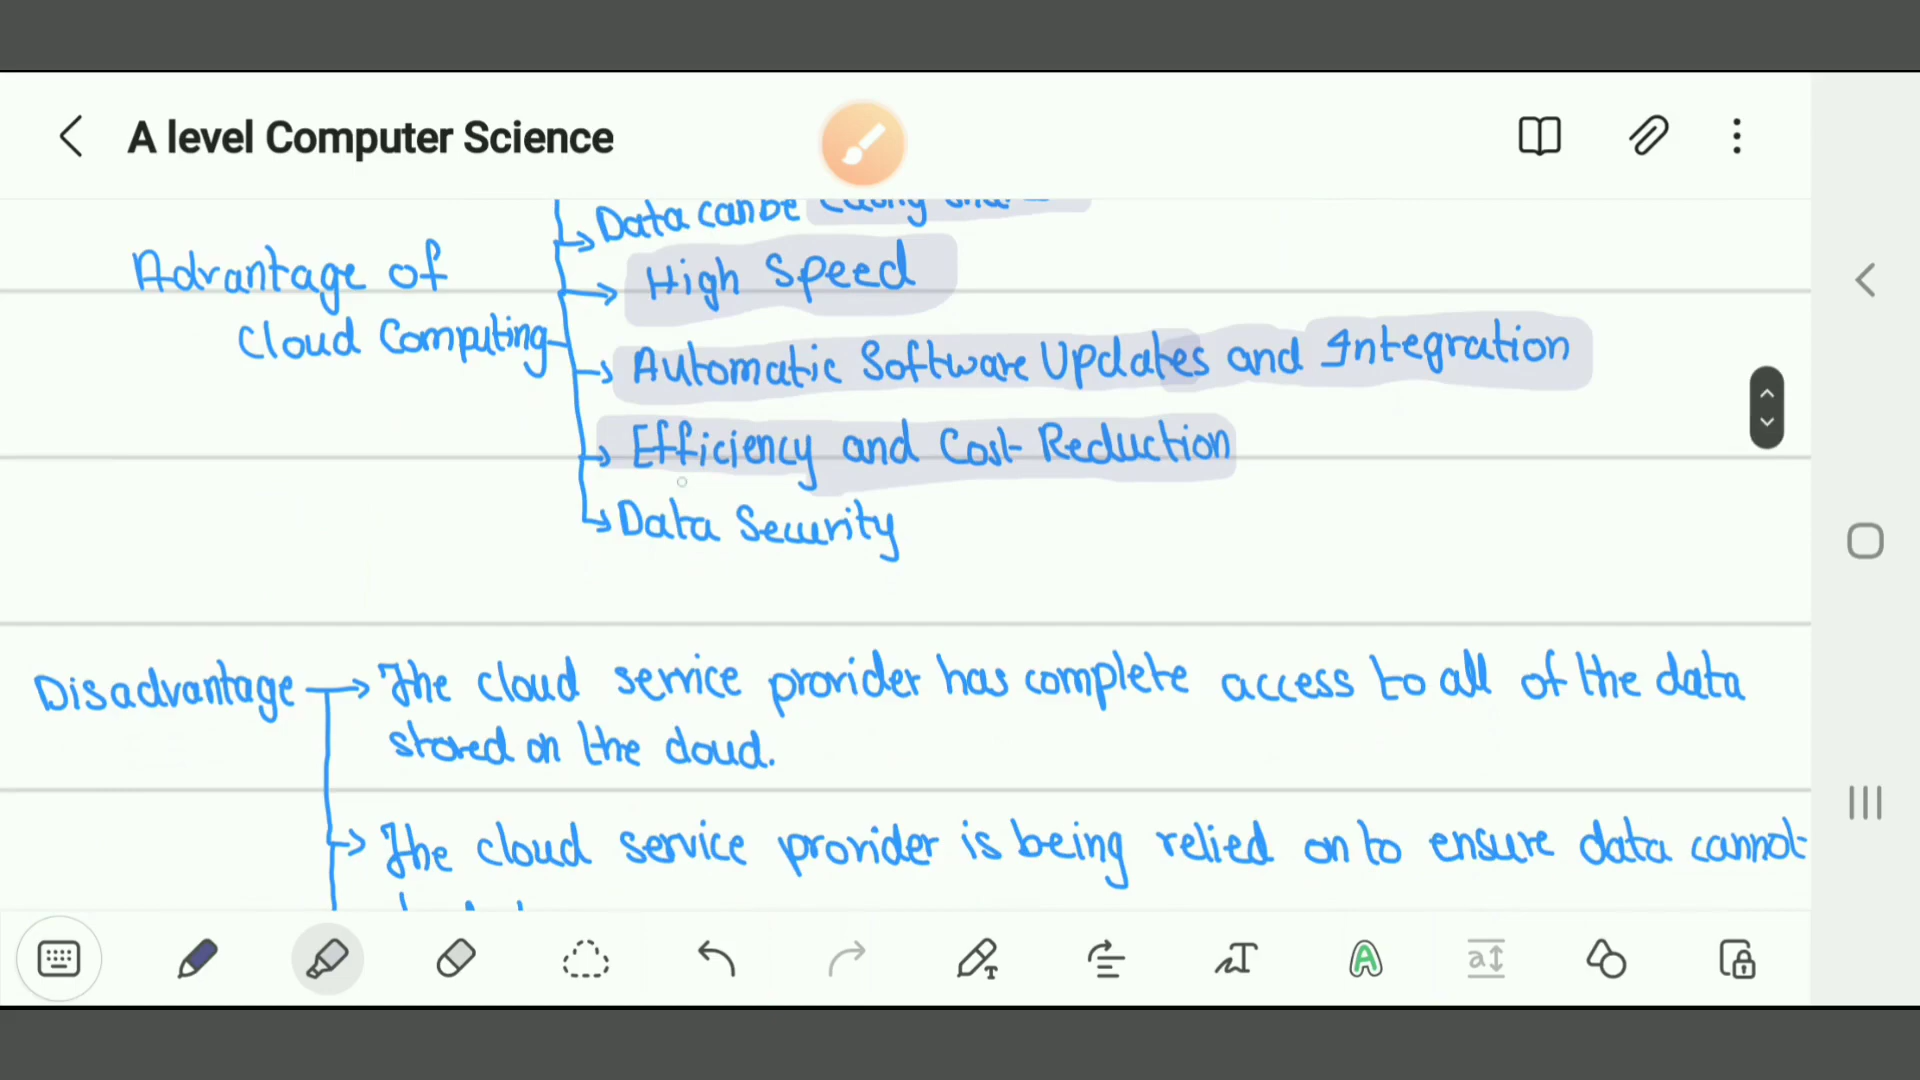 A level Computer Science
Data can be
High Speed
Advantage of
Cloud Computing
Automatic Software Updates and Integration
Efficiency and Cost Reduction
Data Security
Disadvantage
The cloud service provider has complete access to all of the data
stored on the cloud.
The cloud service provider is being relied on to ensure data cannot